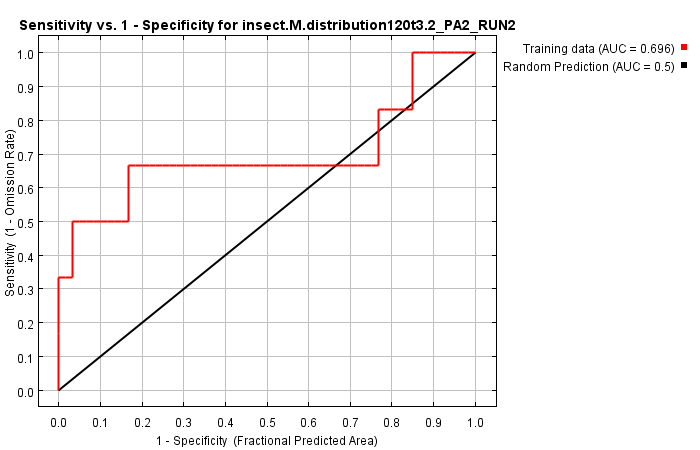 Sensitivity vs. 1 - Specificity for insect.M.distribution120t3.2_PA2_RUN2
Training data (AUC = 0.696)
Random Prediction (AUC = 0.5)
Sensitivity (1 - Omission Rate)
1.0
0.9
0.8
0.7
0.6
0.5
0.4
0.3
0.2
0.1
0.0
0.0 0.1 0.2 0.3 0.4 0.5 0.6 0.7 0.8 0.9 1.0
1 - Specificity (Fractional Predicted Area)